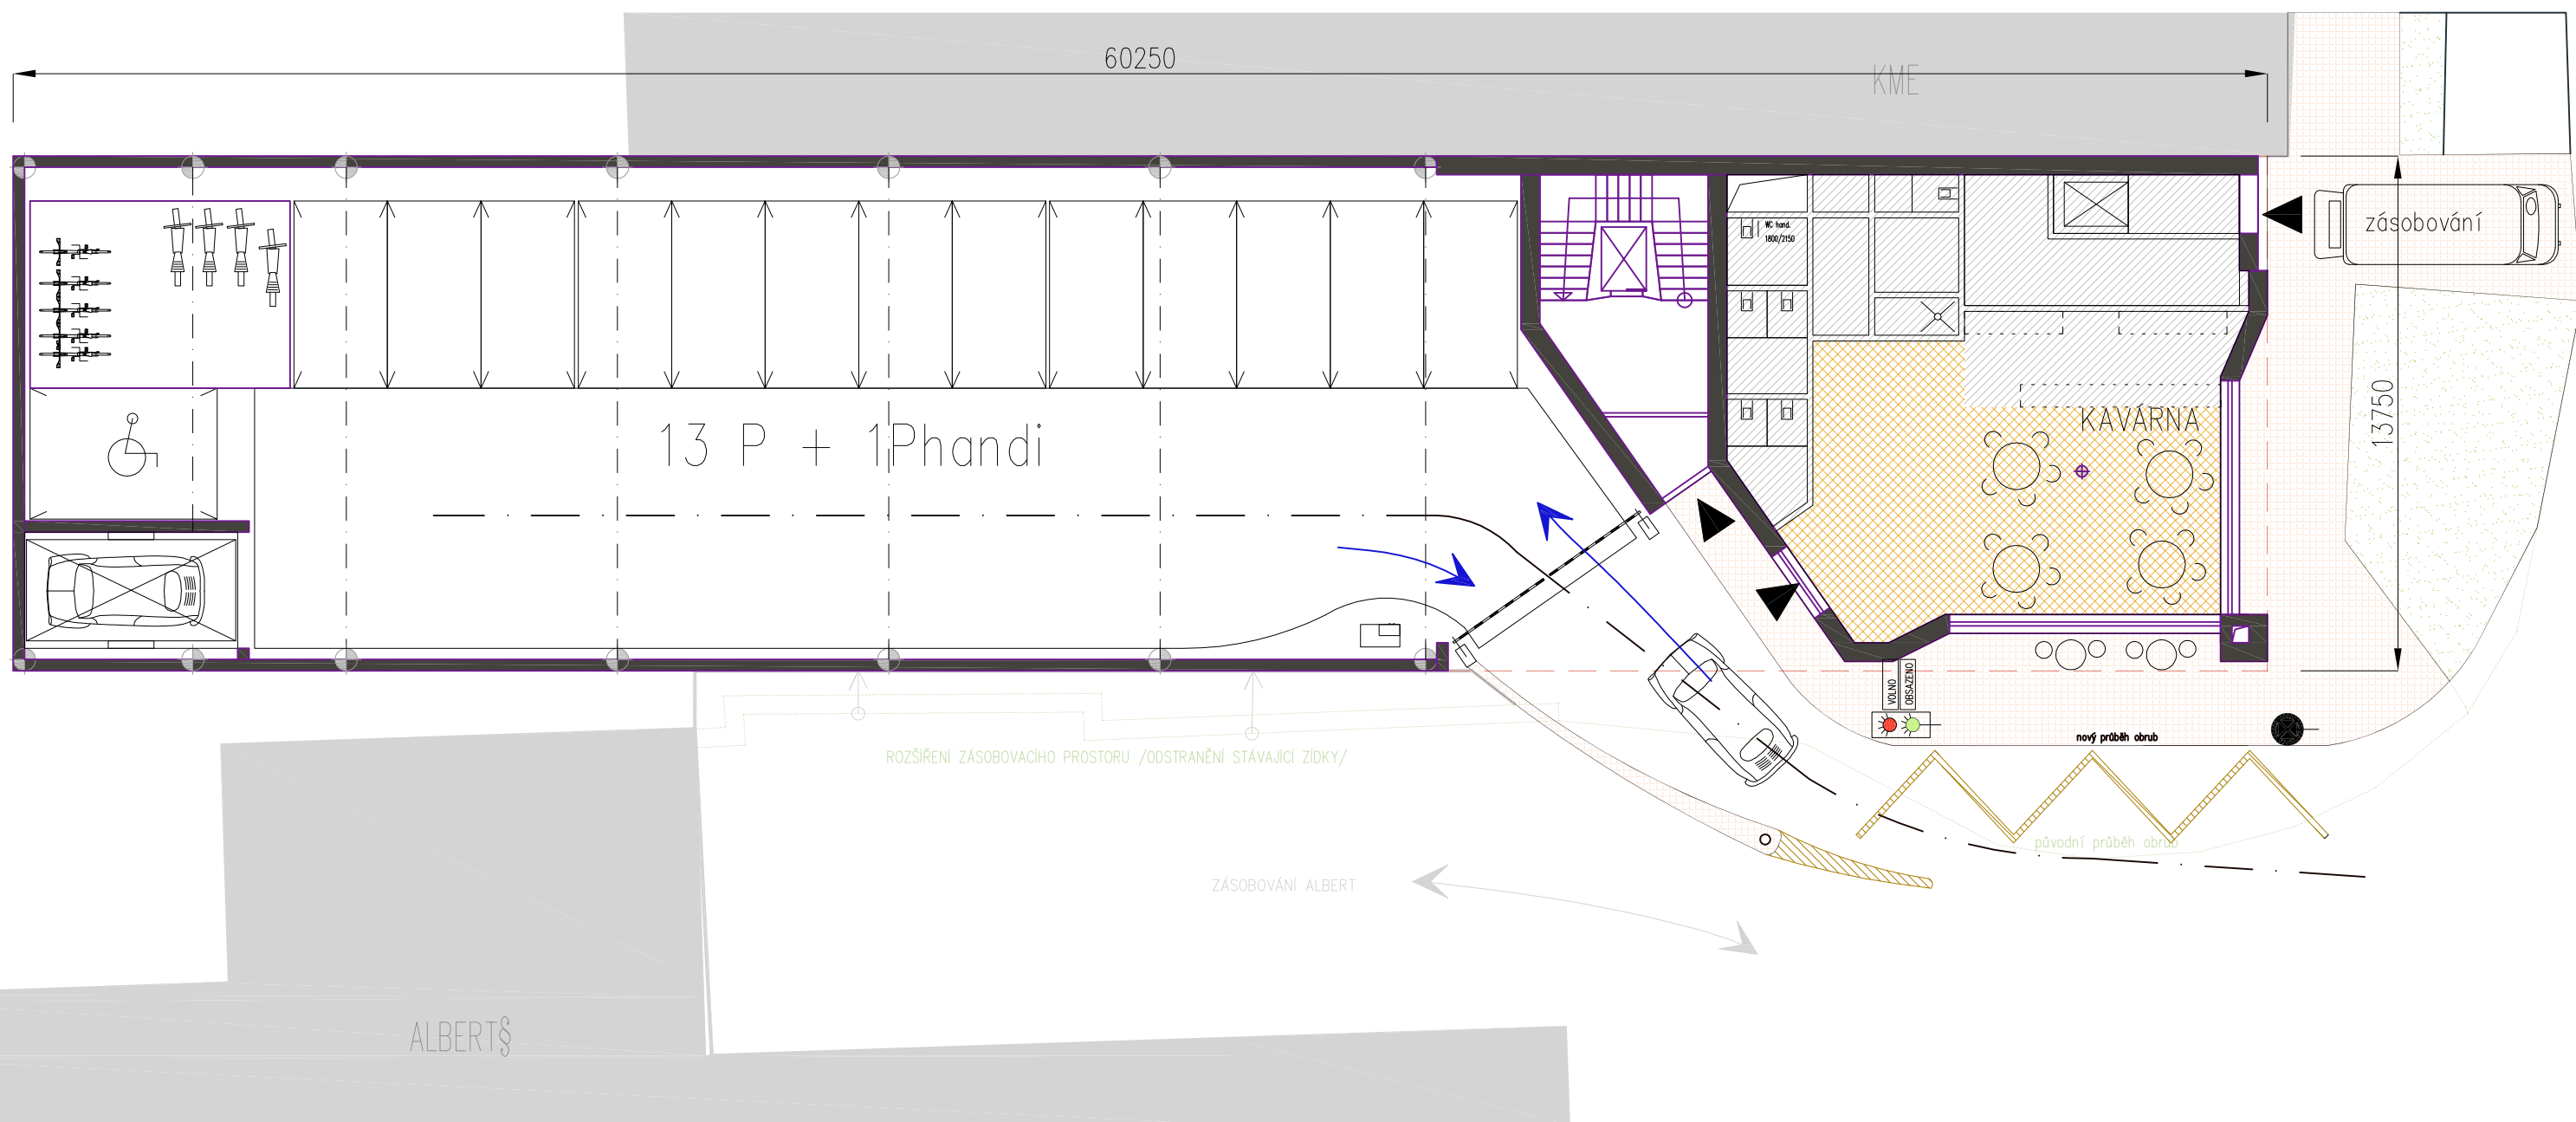 60250
KME
zásobování
WC hand.
1800/2150
13 P + 1Phandi
KAVÁRNA
13750
VOLNO
OBSAZENO
nový průběh obrub
ROZŠÍŘENÍ ZÁSOBOVACÍHO PROSTORU /ODSTRANĚNÍ STÁVAJÍCÍ ZÍDKY/
původní průběh obrub
ZÁSOBOVÁNÍ ALBERT
ALBERT§